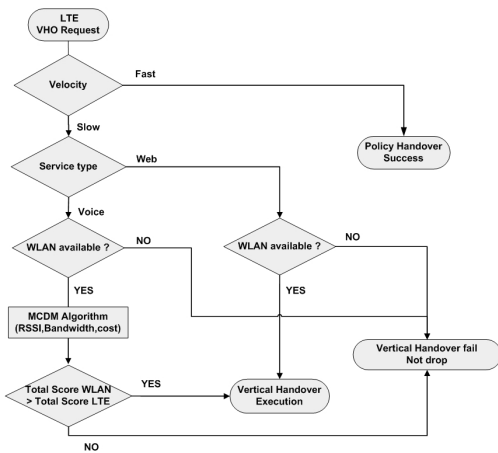 LTE
VHO Request
Velocity
Fast
Slow
Policy Handover
Success
Service type
Web
Voice
WLAN available ?
NO
WLAN available ?
NO
YES
YES
MCDM Algorithm
(RSSI,Bandwidth,cost)
Vertical Handover fail
Not drop
Total Score WLAN
> Total Score LTE
YES
Vertical Handover
Execution
NO